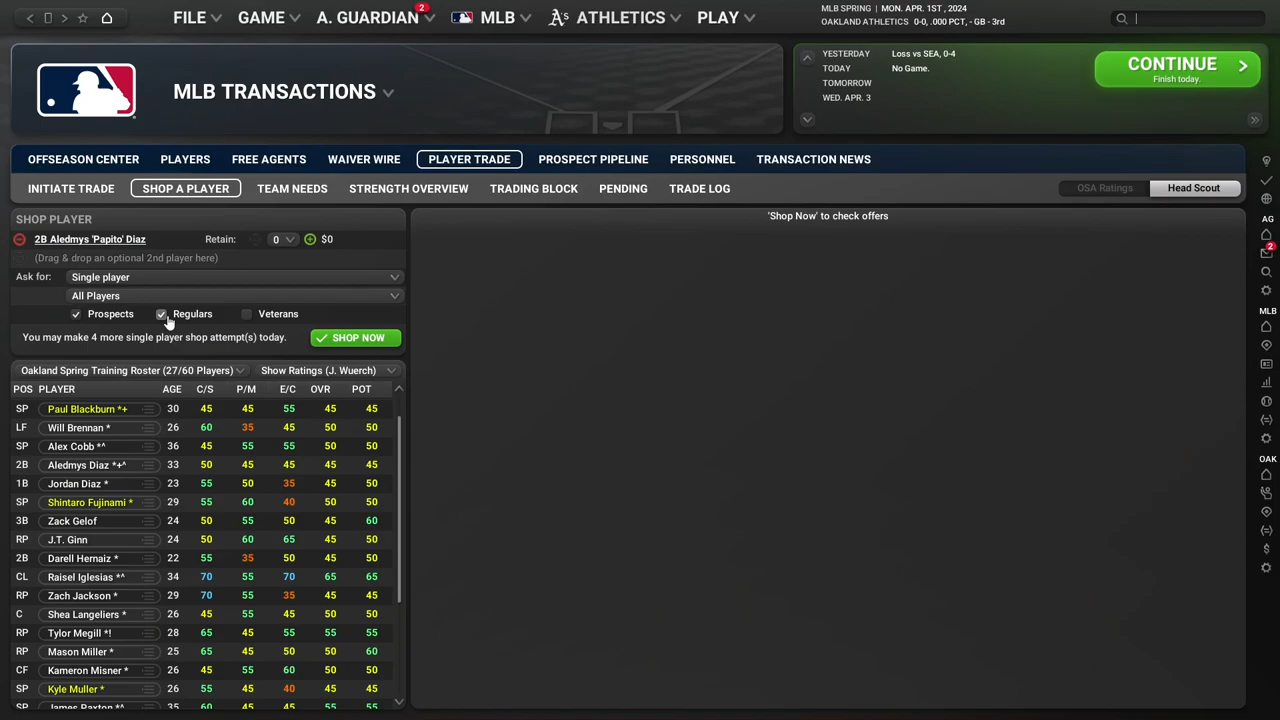 FILE GAME A. GUARDIAN 2 MLB ATHLETICS PLAY
MLB SPRING | MON. APR. 1ST , 2024
OAKLAND ATHLETICS 0-0, .000 PCT, - GB - 3rd
MLB TRANSACTIONS
YESTERDAY Loss vs SEA, 0-4
TODAY No Game.
TOMORROW
WED. APR. 3
CONTINUE
Finish today.
OFFSEASON CENTER PLAYERS FREE AGENTS WAIVER WIRE PLAYER TRADE PROSPECT PIPELINE PERSONNEL TRANSACTION NEWS
INITIATE TRADE SHOP A PLAYER TEAM NEEDS STRENGTH OVERVIEW TRADING BLOCK PENDING TRADE LOG OSA Ratings Head Scout
SHOP PLAYER
'Shop Now' to check offers
2B Aledmys 'Papito' Diaz Retain: 0 $0
(Drag & drop an optional 2nd player here)
Ask for: Single player
All Players
Prospects Regulars Veterans
You may make 4 more single player shop attempt(s) today. SHOP NOW
Oakland Spring Training Roster (27/60 Players) Show Ratings (J. Wuerch)
POS PLAYER AGE C/S P/M E/C OVR POT
SP Paul Blackburn *+ 30 45 45 55 45 45
LF Will Brennan * 26 60 35 45 50 50
SP Alex Cobb *^ 36 45 55 55 50 50
2B Aledmys Diaz *+^ 33 50 45 45 45 45
1B Jordan Diaz * 23 55 50 35 45 50
SP Shintaro Fujinami * 29 55 60 40 50 50
3B Zack Gelof 24 50 55 50 45 60
RP J.T. Ginn 24 50 60 65 45 50
2B Darell Hernaiz * 22 55 35 50 45 50
CL Raisel Iglesias *^ 34 70 55 70 65 65
RP Zach Jackson * 29 70 55 35 45 45
C Shea Langeliers * 26 45 55 45 50 50
RP Tylor Megill *! 28 65 45 55 55 55
RP Mason Miller * 25 65 45 50 50 60
CF Kameron Misner * 26 45 55 60 50 50
SP Kyle Muller * 26 55 45 40 45 45
SP James Paxton *^ 35 60 45 45 55 55
AG
2
MLB
OAK